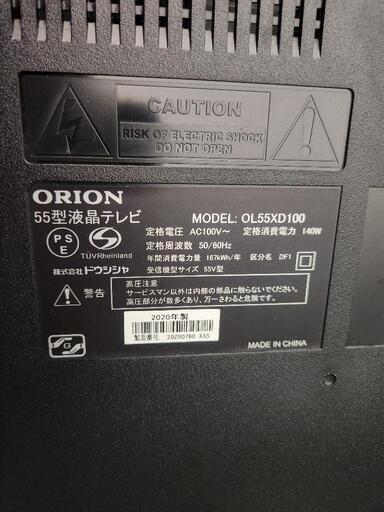 CAUTION
RISK OF ELECTRIC SHOCK
DO NOT OPEN
ORION
55型液晶テレビ MODEL: OL55XD100
定格電圧 AC100V～ 定格消費電力 140W
定格周波数 50/60Hz
年間消費電力量 167kWh/年 区分名 DF1
受信機型サイズ 55V型
PS
E
TÜVRheinland
株式会社ドウシシャ
警告
高圧注意
サービスマン以外は内部の部品に触らないでください。
高圧部分が数多くあり、万一さわると危険です。
2020年製
製造番号: 20Z00780 X55
G
MADE IN CHINA